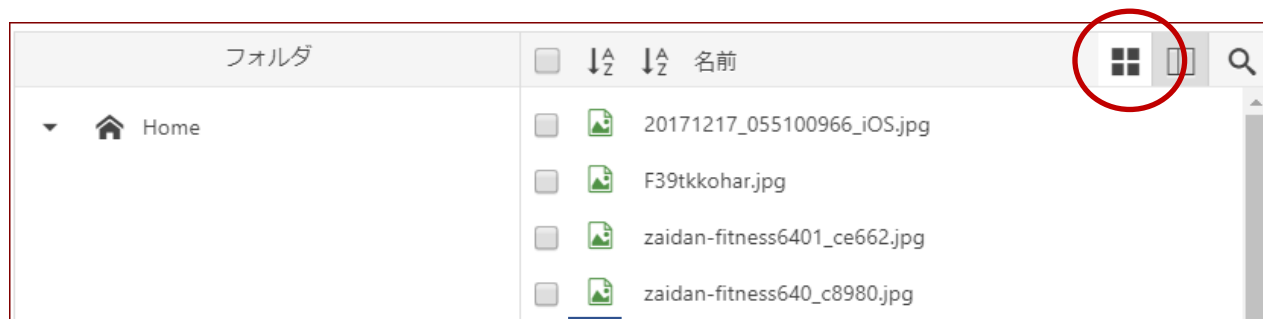 フォルダ
名前
Home
20171217_055100966_iOS.jpg
F39tkkohar.jpg
zaidan-fitness6401_ce662.jpg
zaidan-fitness640_c8980.jpg